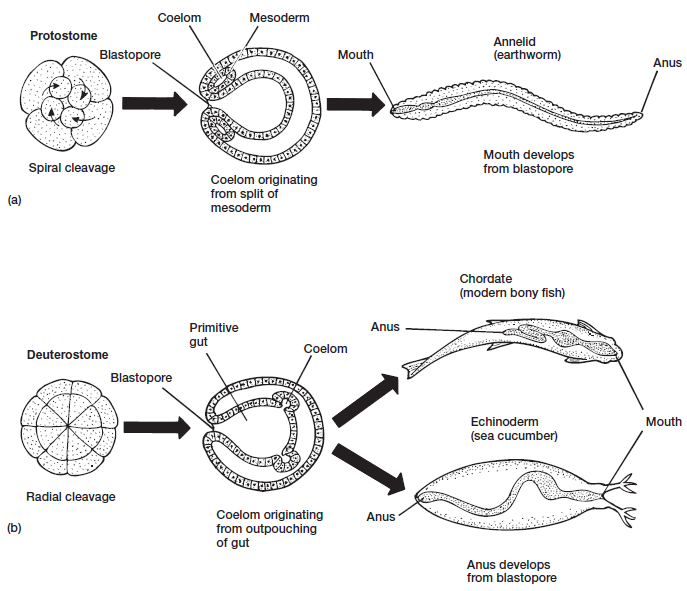 Protostome
Coelom
Mesoderm
Blastopore
Spiral cleavage
Coelom originating
from split of
mesoderm
Mouth
Annelid
(earthworm)
Anus
Mouth develops
from blastopore
(a)
Deuterostome
Primitive
gut
Coelom
Blastopore
Radial cleavage
Coelom originating
from outpouching
of gut
Chordate
(modern bony fish)
Anus
Echinoderm
(sea cucumber)
Mouth
Anus
Anus develops
from blastopore
(b)